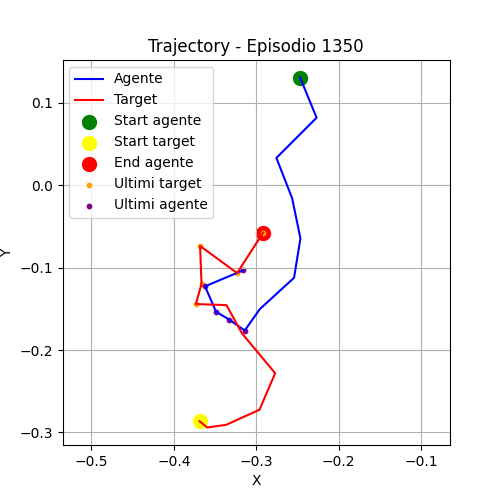 Trajectory - Episodio 1350
Agente
Target
Start agente
Start target
End agente
Ultimi target
Ultimi agente
0.1
0.0
−0.1
−0.2
−0.3
Y
−0.5
−0.4
−0.3
−0.2
−0.1
X